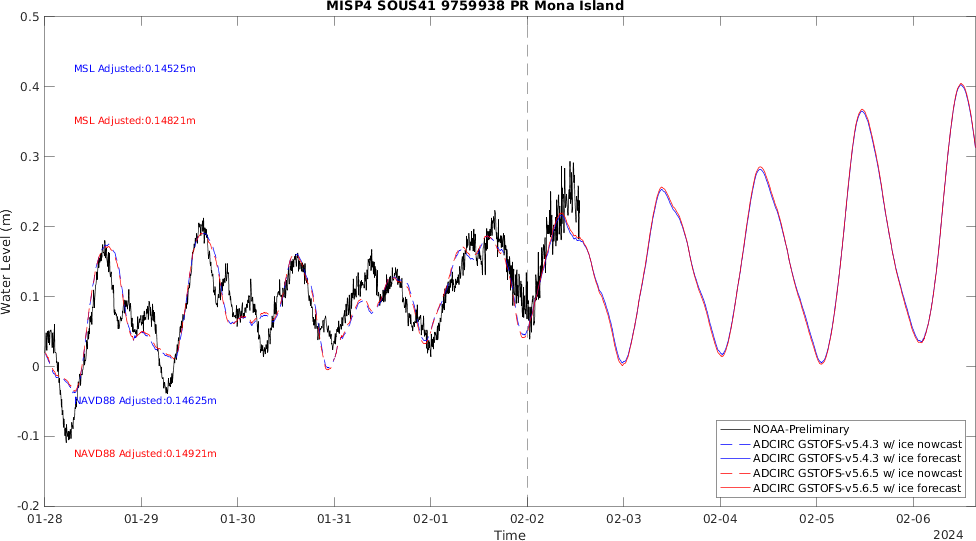 MISP4 SOUS41 9759938 PR Mona Island
0.5
MSL Adjusted:0.14525m
0.4
MSL Adjusted:0.14821m
0.3
0.2
Water Level (m)
0.1
0
NAVD88 Adjusted:0.14625m
-0.1
NAVD88 Adjusted:0.14921m
-0.2
NOAA-Preliminary
ADCIRC GSTOFS-v5.4.3 w/ ice nowcast
ADCIRC GSTOFS-v5.4.3 w/ ice forecast
ADCIRC GSTOFS-v5.6.5 w/ ice nowcast
ADCIRC GSTOFS-v5.6.5 w/ ice forecast
01-28 01-29 01-30 01-31 02-01 02-02 02-03 02-04 02-05 02-06
Time
2024